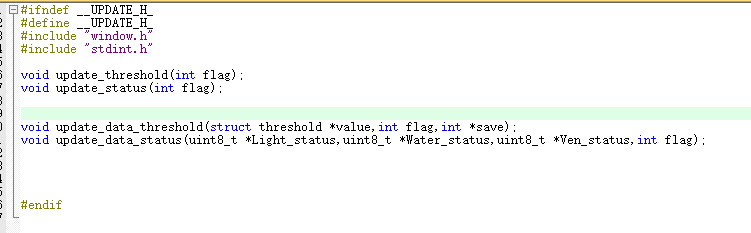 #ifndef __UPDATE_H_
#define __UPDATE_H_
#include "window.h"
#include "stdint.h"
void update_threshold(int flag);
void update_status(int flag);
void update_data_threshold(struct threshold *value,int flag,int *save);
void update_data_status(uint8_t *Light_status,uint8_t *Water_status,uint8_t *Ven_status,int flag);
#endif